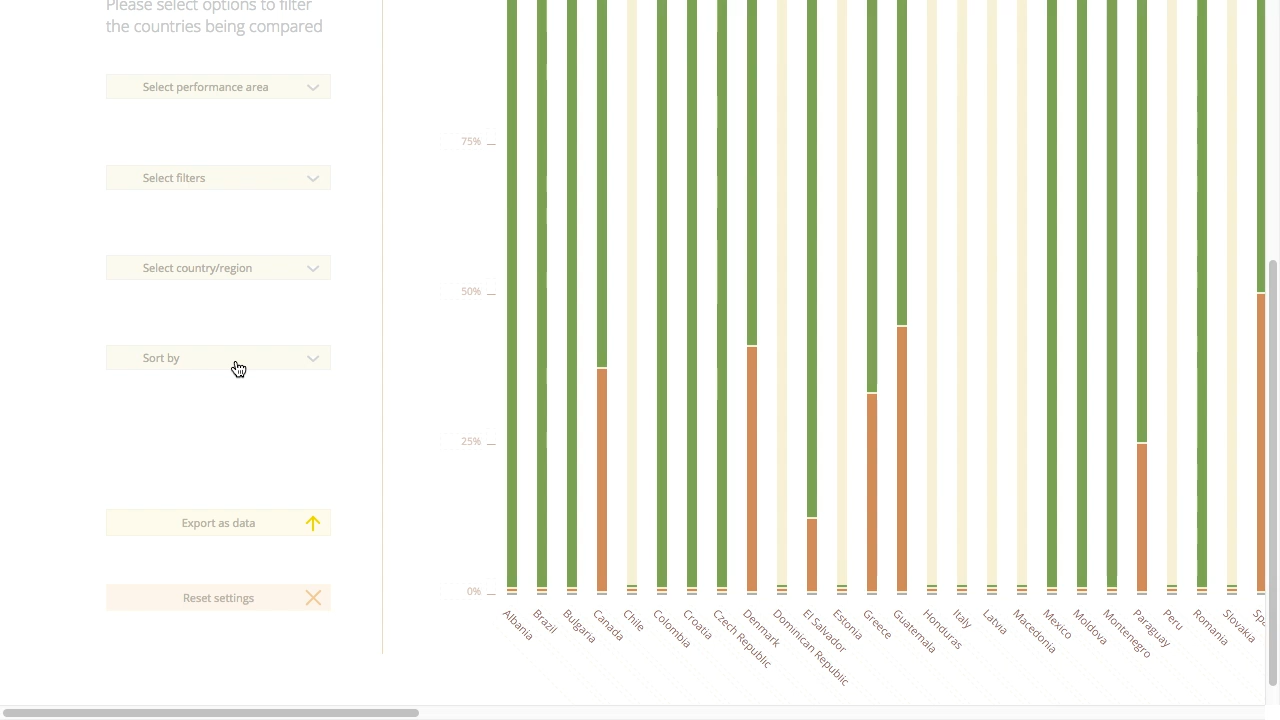 Please select options to filter
the countries being compared
Select performance area
Select filters
Select country/region
Sort by
Export as data
Reset settings
75%
50%
25%
0%
Albania
Brazil
Bulgaria
Canada
Chile
Colombia
Croatia
Czech Republic
Denmark
Dominican Republic
El Salvador
Estonia
Greece
Guatemala
Honduras
Italy
Latvia
Macedonia
Mexico
Moldova
Montenegro
Paraguay
Peru
Romania
Slovakia